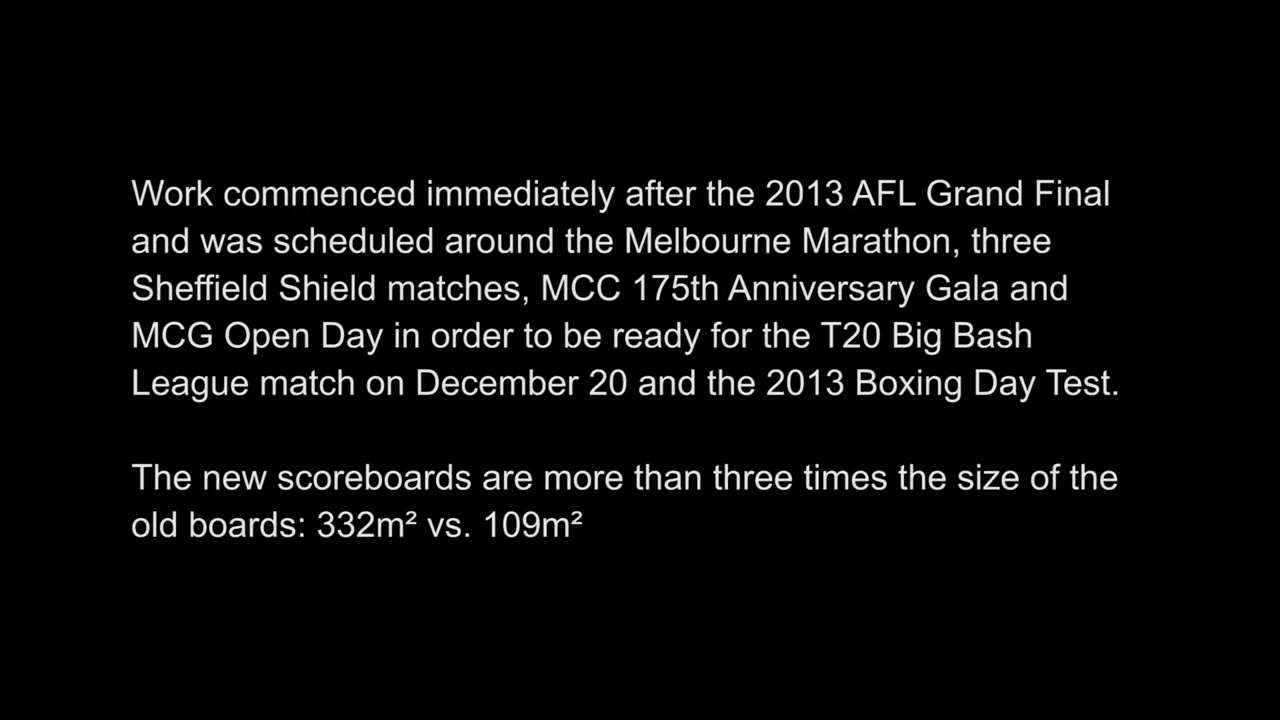 Work commenced immediately after the 2013 AFL Grand Final
and was scheduled around the Melbourne Marathon, three
Sheffield Shield matches, MCC 175th Anniversary Gala and
MCG Open Day in order to be ready for the T20 Big Bash
League match on December 20 and the 2013 Boxing Day Test.
The new scoreboards are more than three times the size of the
old boards: 332m² vs. 109m²